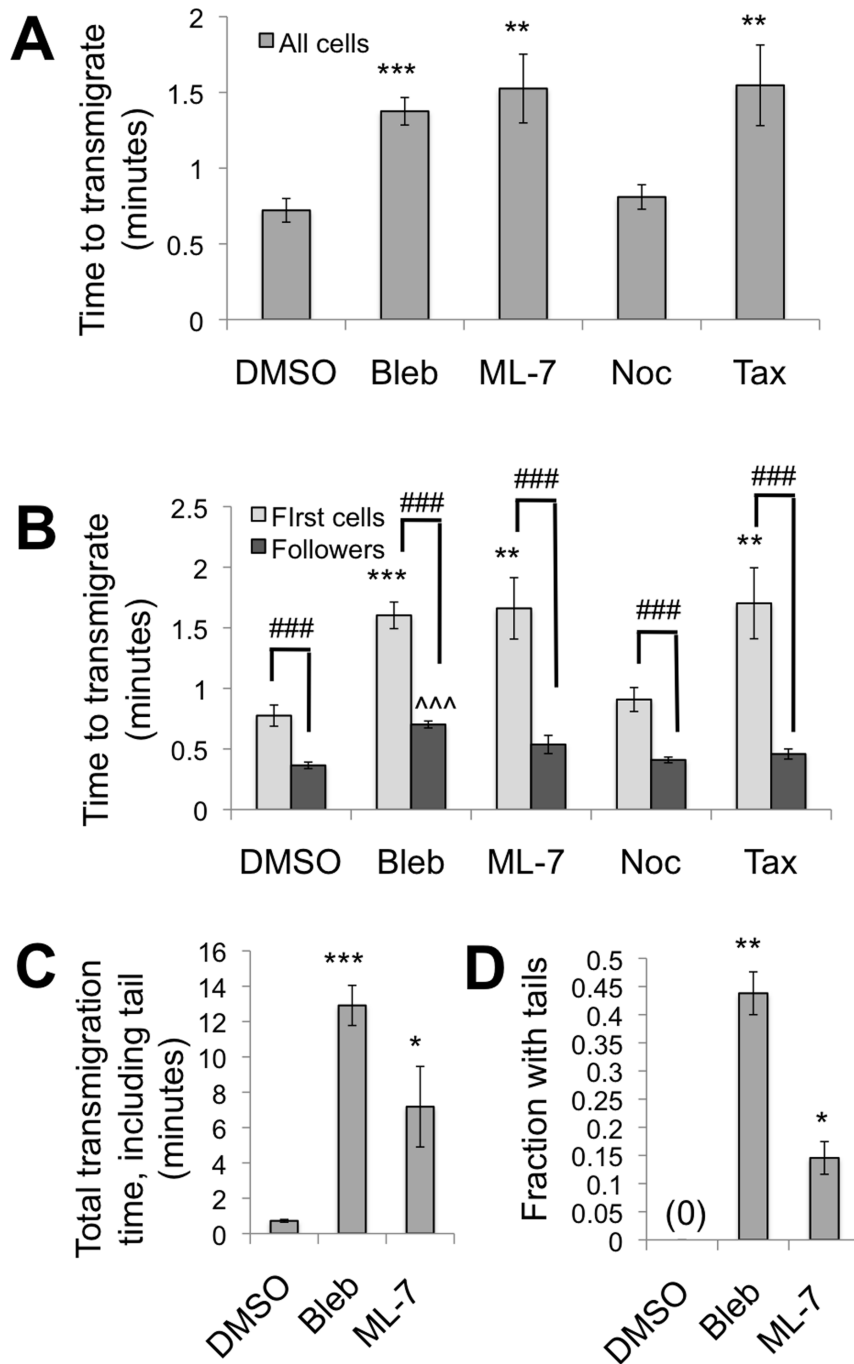 A
Time to transmigrate
(minutes)
2
1.5
1
0.5
0
All cells
***
**
**
DMSO Bleb ML-7 Noc Tax
B
Time to transmigrate
(minutes)
2.5
2
1.5
1
0.5
0
FIrst cells
Followers
###
###
###
###
###
***
**
**
^^^
DMSO Bleb ML-7 Noc Tax
C
Total transmigration
time, including tail
(minutes)
16
14
12
10
8
6
4
2
0
***
*
DMSO
Bleb
ML-7
D
Fraction with tails
0.5
0.45
0.4
0.35
0.3
0.25
0.2
0.15
0.1
0.05
0
(0)
**
*
DMSO
Bleb
ML-7